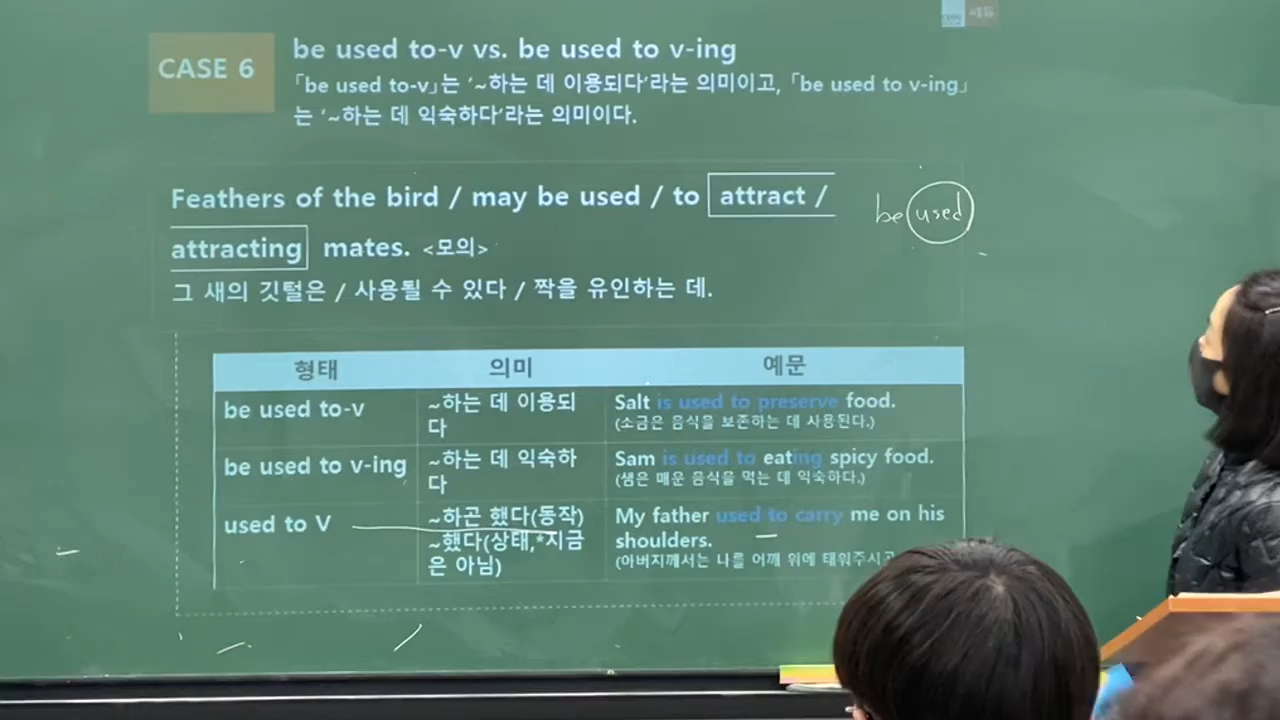 에듀
CASE 6
be used to-v vs. be used to v-ing
「be used to-v」는 '~하는 데 이용되다'라는 의미이고, 「be used to v-ing」
는 '~하는 데 익숙하다'라는 의미이다.
Feathers of the bird / may be used / to attract /
attracting mates. <모의>
그 새의 깃털은 / 사용될 수 있다 / 짝을 유인하는 데.
be used
형태 의미 예문
be used to-v
~하는 데 이용되
다
Salt is used to preserve food.
(소금은 음식을 보존하는 데 사용된다.)
be used to v-ing
~하는 데 익숙하
다
Sam is used to eating spicy food.
(샘은 매운 음식을 먹는 데 익숙하다.)
used to V
~하곤 했다(동작)
~했다(상태,*지금
은 아님)
My father used to carry me on his
shoulders.
(아버지께서는 나를 어깨 위에 태워주시곤